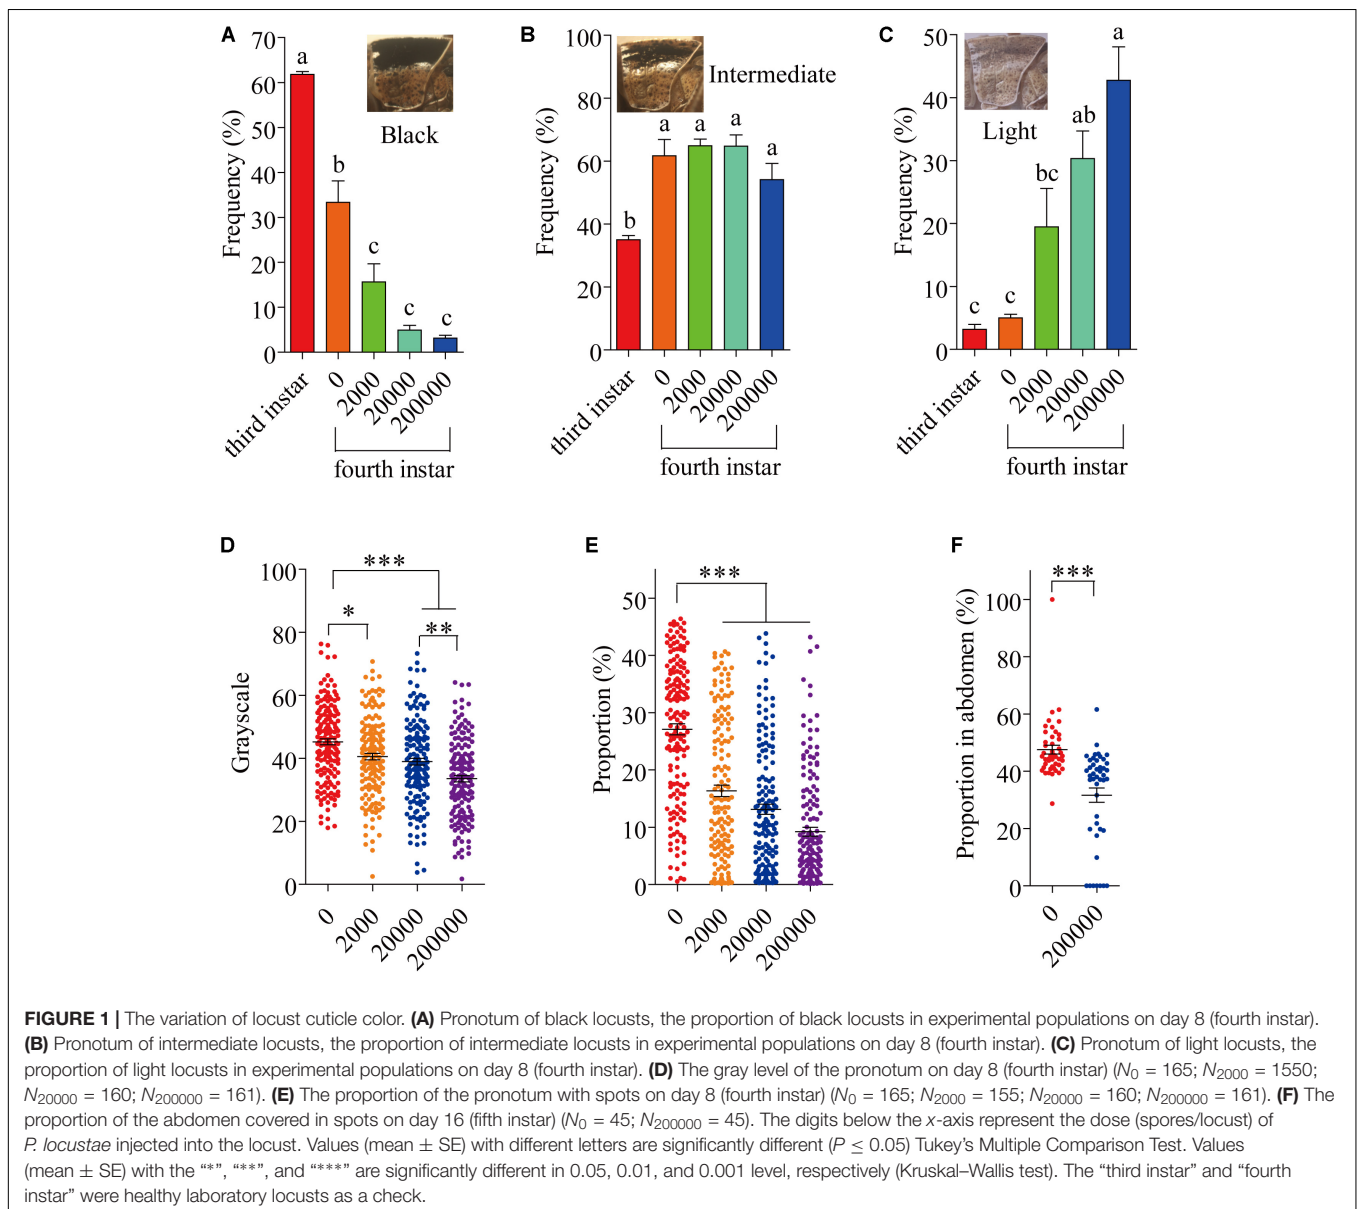 A
70
60
50
40
30
20
10
0
Frequency (%)
a
b
c
c
c
Black
third instar
0
2000
20000
200000
fourth instar
B
100
80
60
40
20
0
Frequency (%)
b
a
a
a
a
Intermediate
third instar
0
2000
20000
200000
fourth instar
C
50
40
30
20
10
0
Frequency (%)
c
c
bc
ab
a
Light
third instar
0
2000
20000
200000
fourth instar
D
100
80
60
40
20
0
Grayscale
***
*
**
0
2000
20000
200000
E
50
40
30
20
10
0
Proportion (%)
***
0
2000
20000
200000
F
100
80
60
40
20
0
Proportion in abdomen (%)
***
0
200000
FIGURE 1 | The variation of locust cuticle color. (A) Pronotum of black locusts, the proportion of black locusts in experimental populations on day 8 (fourth instar).
(B) Pronotum of intermediate locusts, the proportion of intermediate locusts in experimental populations on day 8 (fourth instar). (C) Pronotum of light locusts, the
proportion of light locusts in experimental populations on day 8 (fourth instar). (D) The gray level of the pronotum on day 8 (fourth instar) (N0 = 165; N2000 = 1550;
N20000 = 160; N200000 = 161). (E) The proportion of the pronotum with spots on day 8 (fourth instar) (N0 = 165; N2000 = 155; N20000 = 160; N200000 = 161). (F) The
proportion of the abdomen covered in spots on day 16 (fifth instar) (N0 = 45; N200000 = 45). The digits below the x-axis represent the dose (spores/locust) of
P. locustae injected into the locust. Values (mean ± SE) with different letters are significantly different (P ≤ 0.05) Tukey's Multiple Comparison Test. Values
(mean ± SE) with the "*", "**", and "***" are significantly different in 0.05, 0.01, and 0.001 level, respectively (Kruskal–Wallis test). The "third instar" and "fourth
instar" were healthy laboratory locusts as a check.